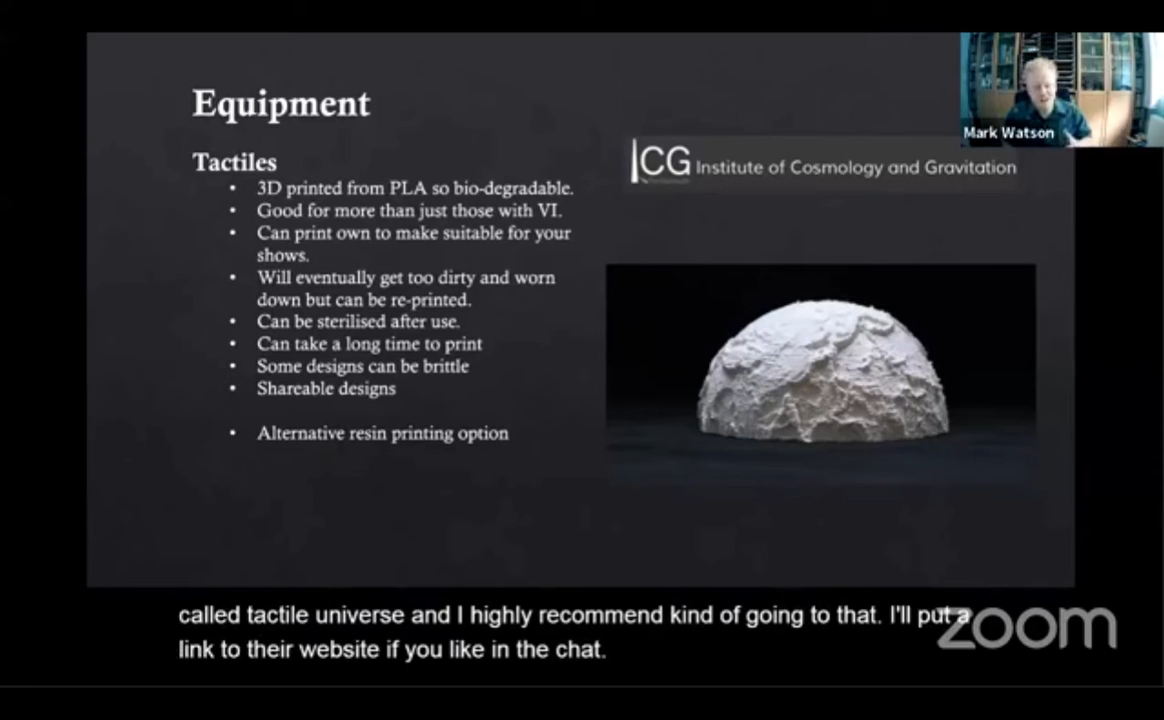 Equipment
Mark Watson
Tactiles
ICG Institute of Cosmology and Gravitation
• 3D printed from PLA so bio-degradable.
• Good for more than just those with VI.
• Can print own to make suitable for your
shows.
• Will eventually get too dirty and worn
down but can be re-printed.
• Can be sterilised after use.
• Can take a long time to print
• Some designs can be brittle
• Shareable designs
• Alternative resin printing option
called tactile universe and I highly recommend kind of going to that. I'll put a
link to their website if you like in the chat.
zoom